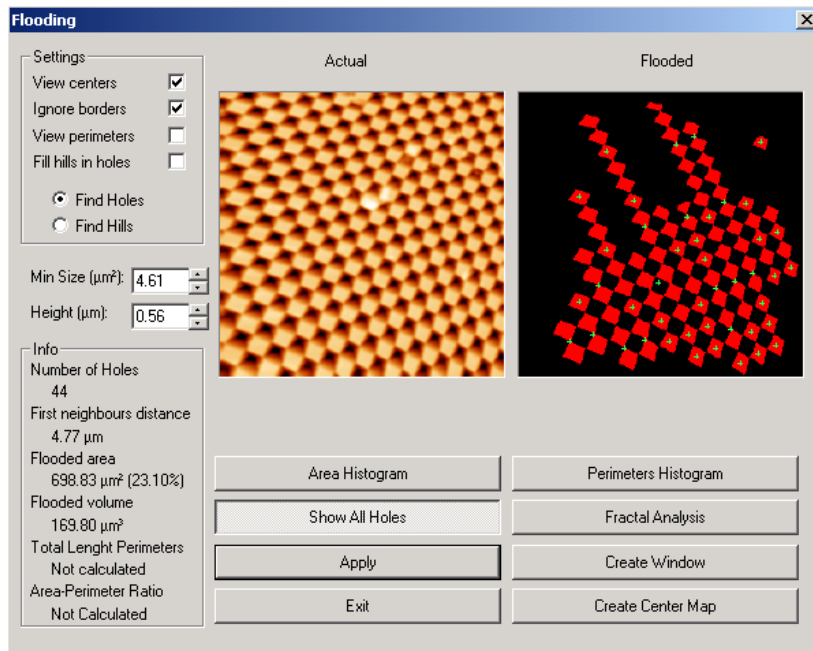 Flooding
Settings
View centers
Ignore borders
View perimeters
Fill hills in holes
Find Holes
Find Hills
Min Size (µm²): 4.61
Height (µm): 0.56
Info
Number of Holes
44
First neighbours distance
4.77 µm
Flooded area
698.83 µm² (23.10%)
Flooded volume
169.80 µm³
Total Lenght Perimeters
Not calculated
Area-Perimeter Ratio
Not Calculated
Actual
Flooded
Area Histogram
Perimeters Histogram
Show All Holes
Fractal Analysis
Apply
Create Window
Exit
Create Center Map